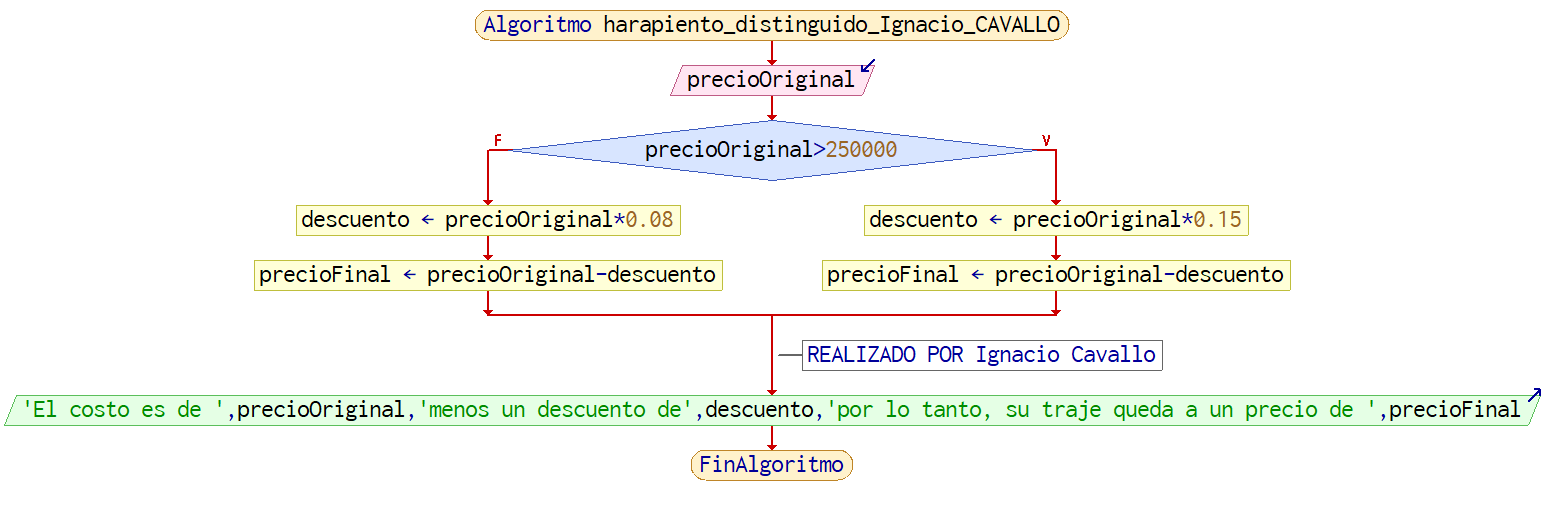 Algoritmo harapiento_distinguido_Ignacio_CAVALLO
precioOriginal
F
V
precioOriginal>250000
descuento ← precioOriginal*0.08
descuento ← precioOriginal*0.15
precioFinal ← precioOriginal-descuento
precioFinal ← precioOriginal-descuento
REALIZADO POR Ignacio Cavallo
'El costo es de ',precioOriginal,'menos un descuento de',descuento,'por lo tanto, su traje queda a un precio de ',precioFinal
FinAlgoritmo